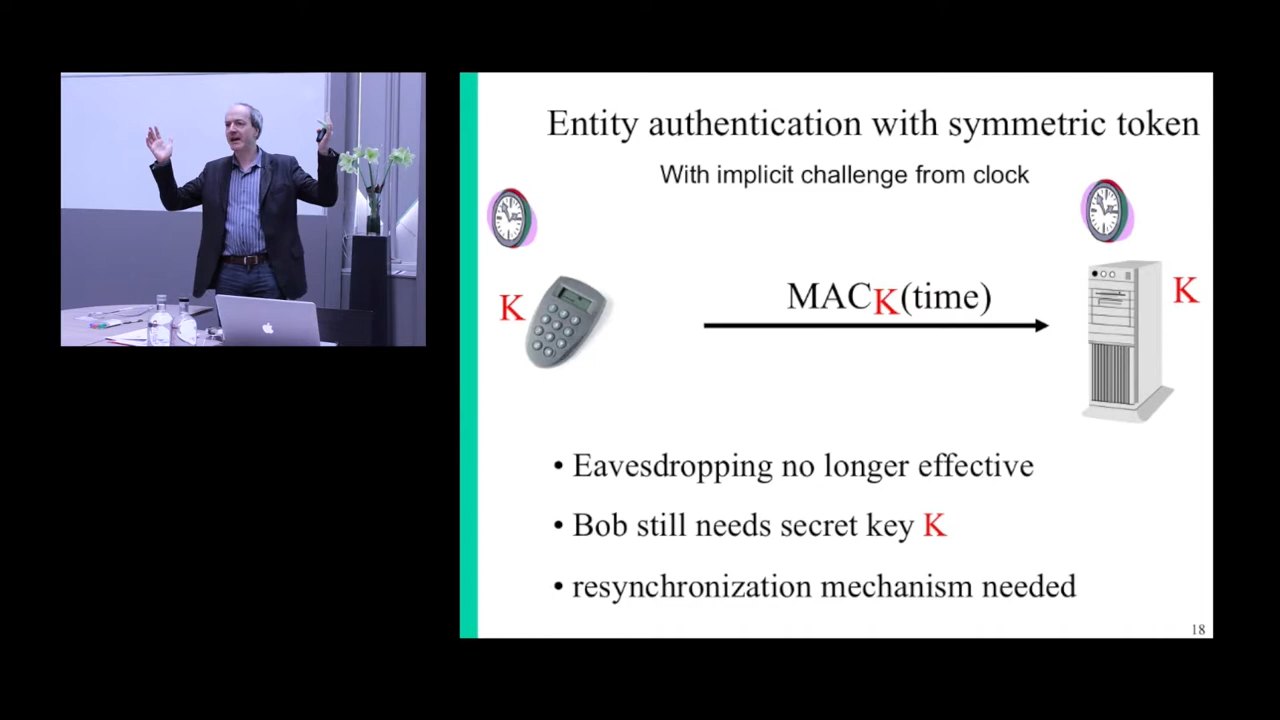 Entity authentication with symmetric token
With implicit challenge from clock
K
MACK(time)
K
• Eavesdropping no longer effective
• Bob still needs secret key K
• resynchronization mechanism needed
18